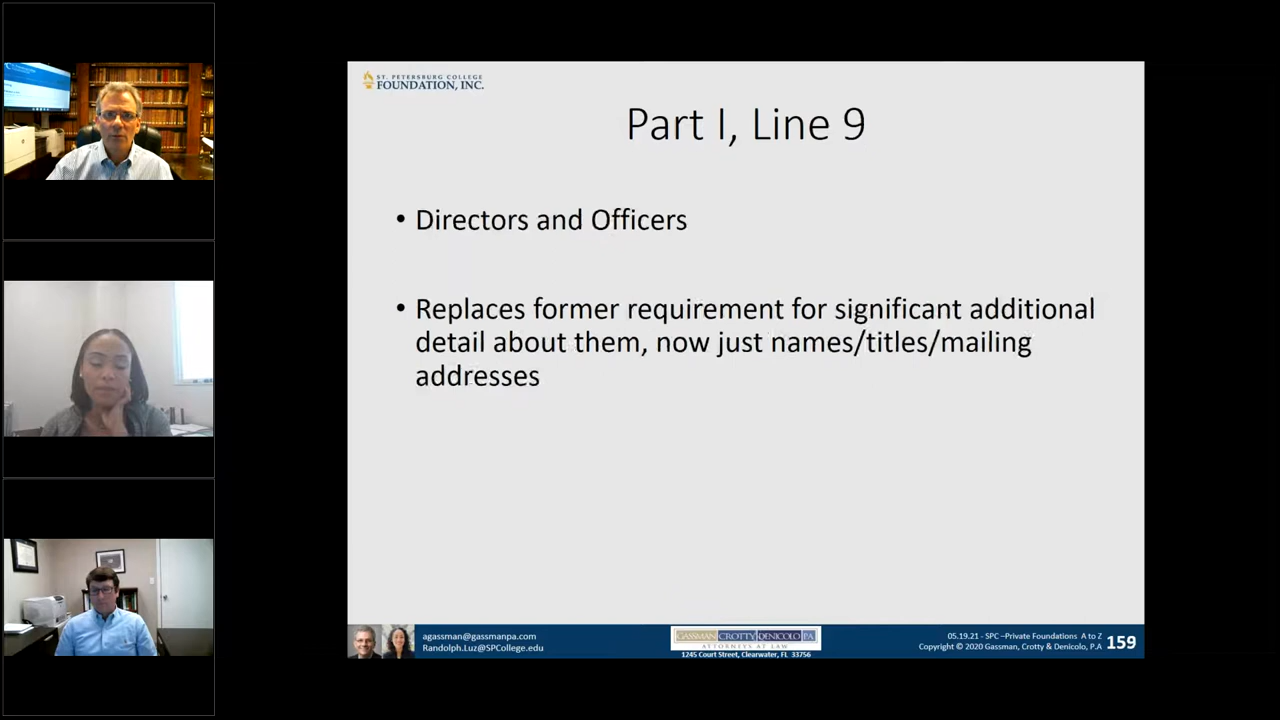 ST. PETERSBURG COLLEGE
FOUNDATION, INC.
Part I, Line 9
• Directors and Officers
• Replaces former requirement for significant additional
detail about them, now just names/titles/mailing
addresses
agassman@gassmanpa.com
Randolph.Luz@SPCollege.edu
GASSMAN CROTTY DENICOLO PA
ATTORNEYS AT LAW
1245 Court Street, Clearwater, FL 33756
05.19.21 - SPC –Private Foundations A to Z
Copyright © 2020 Gassman, Crotty & Denicolo, P.A
159